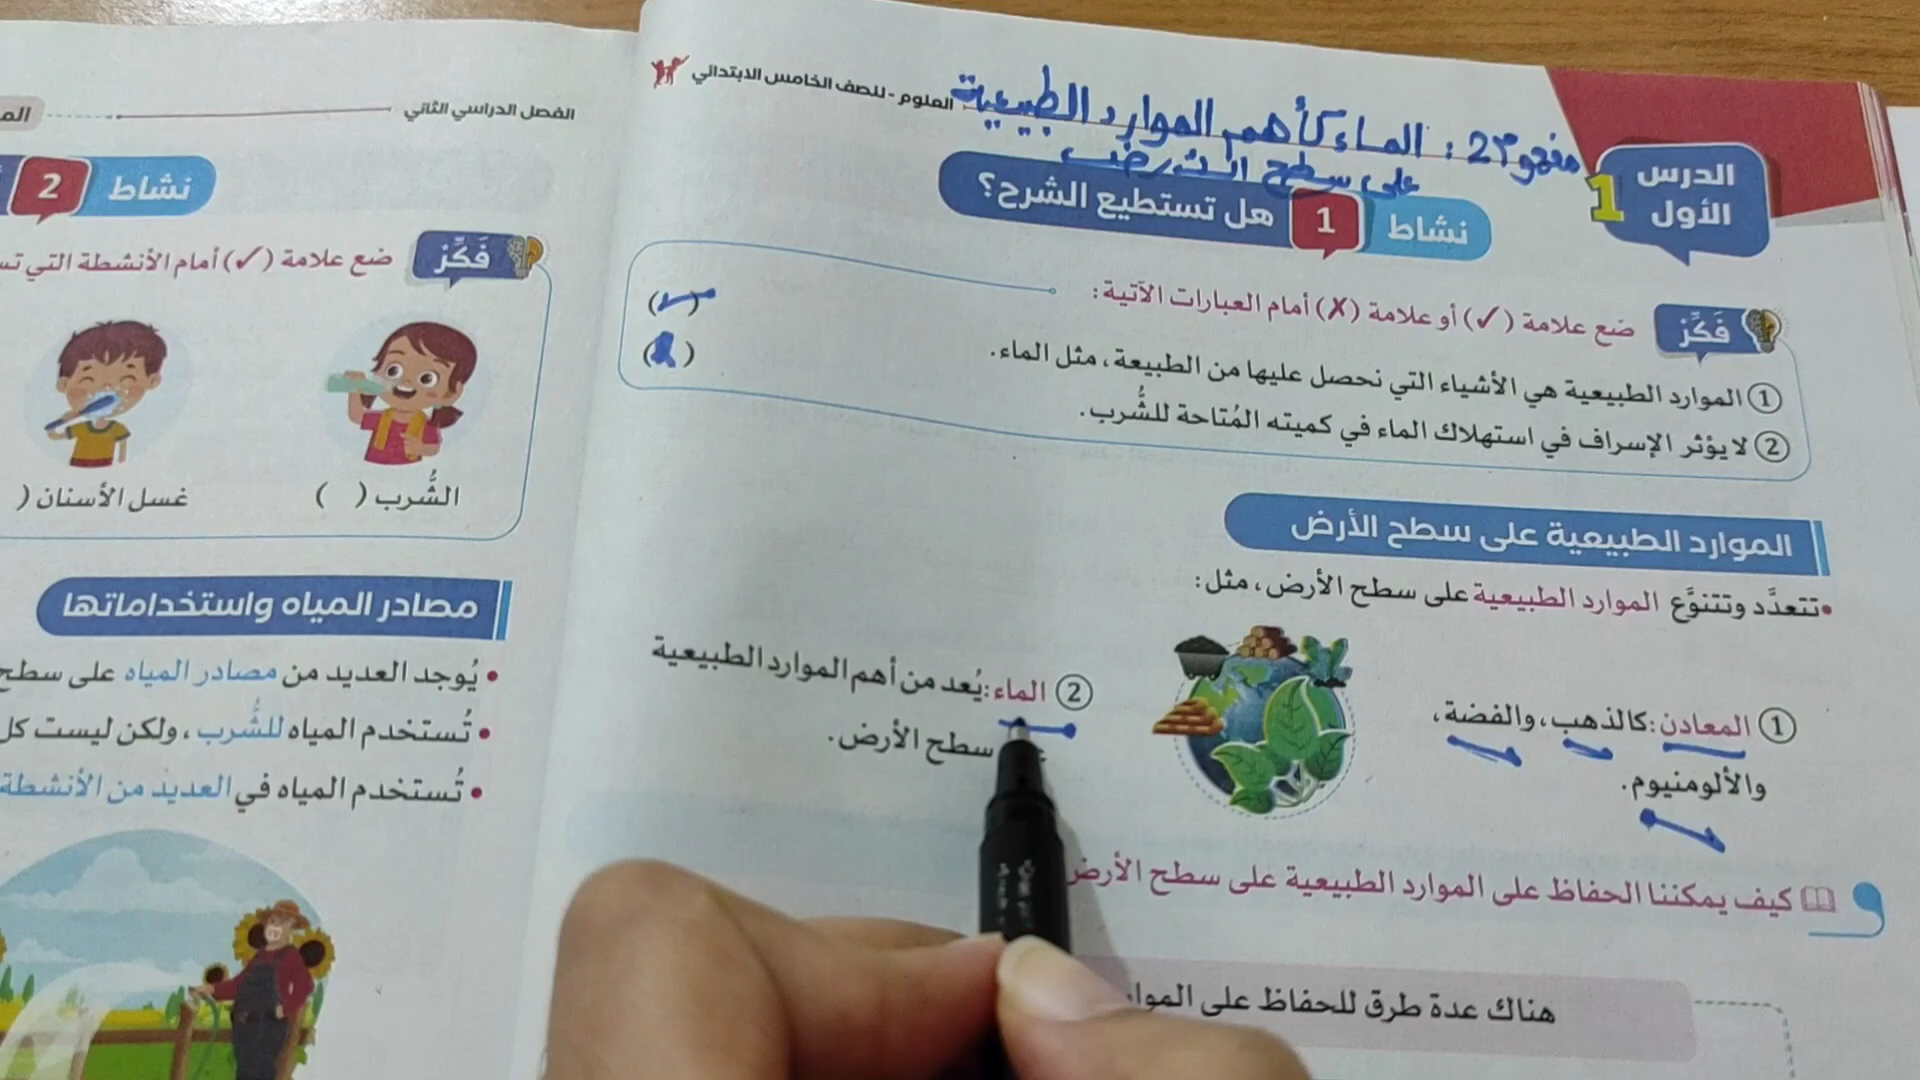 العلوم - للصف الخامس الابتدائي
مفهوم 2: الماء كأهم الموارد الطبيعية
على سطح الأرض
الدرس الأول 1
نشاط 1 هل تستطيع الشرح؟
فَكِّر ضع علامة (✓) أو علامة (✗) أمام العبارات الآتية:
① الموارد الطبيعية هي الأشياء التي نحصل عليها من الطبيعة، مثل الماء. (✓)
② لا يؤثر الإسراف في استهلاك الماء في كميته المُتاحة للشُّرب. ( )
الموارد الطبيعية على سطح الأرض
• تتعدَّد وتتنوَّع الموارد الطبيعية على سطح الأرض، مثل:
① المعادن: كالذهب، والفضة،
والألومنيوم.
② الماء: يُعد من أهم الموارد الطبيعية
سطح الأرض.
كيف يمكننا الحفاظ على الموارد الطبيعية على سطح الأرض
هناك عدة طرق للحفاظ على
الفصل الدراسي الثاني
نشاط 2
فَكِّر ضع علامة (✓) أمام الأنشطة التي
الشُّرب ( )
غسل الأسنان (
مصادر المياه واستخداماتها
• يُوجد العديد من مصادر المياه على سطح
• تُستخدم المياه للشُّرب، ولكن ليست كل
• تُستخدم المياه في العديد من الأنشطة